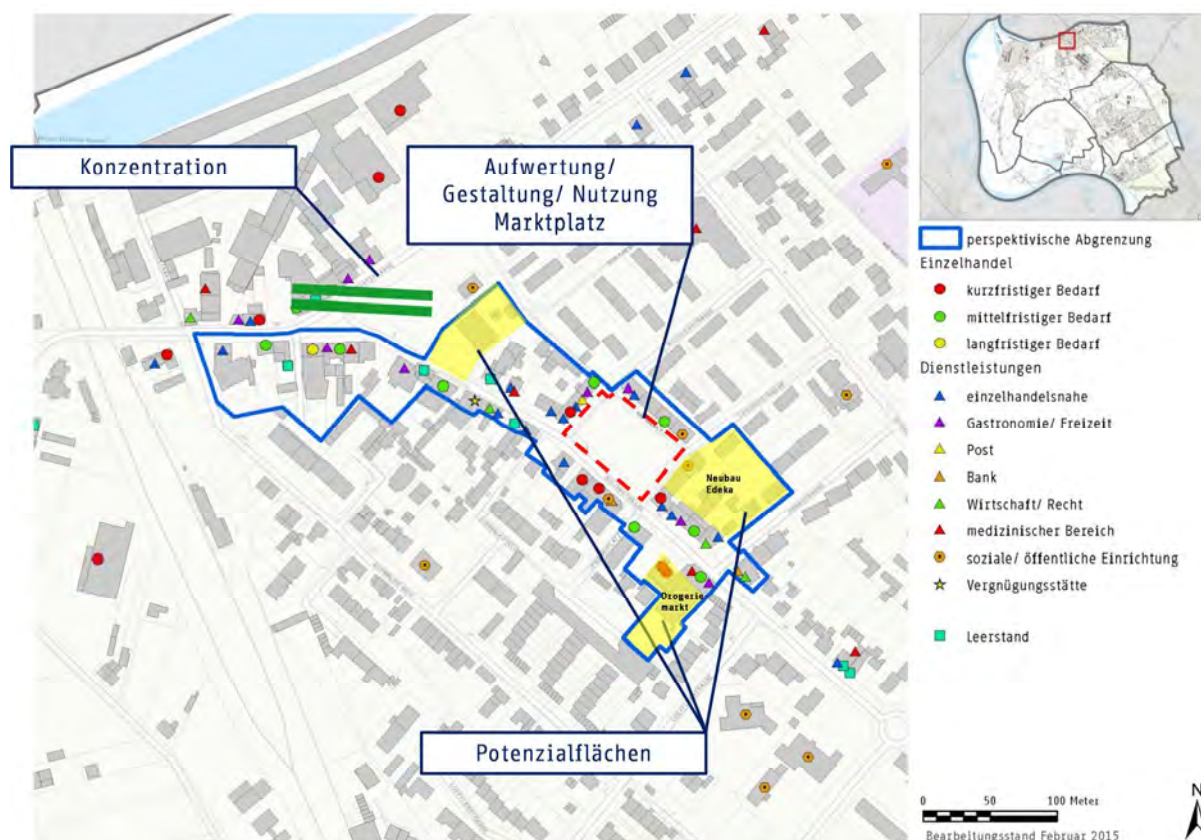 Konzentration
Aufwertung/
Gestaltung/ Nutzung
Marktplatz
Neubau
Edeka
Drogerie
markt
Potenzialflächen
perspektivische Abgrenzung
Einzelhandel
kurzfristiger Bedarf
mittelfristiger Bedarf
langfristiger Bedarf
Dienstleistungen
einzelhandelsnahe
Gastronomie/ Freizeit
Post
Bank
Wirtschaft/ Recht
medizinischer Bereich
soziale/ öffentliche Einrichtung
Vergnügungsstätte
Leerstand
0 50 100 Meter
N
Bearbeitungsstand Februar 2015